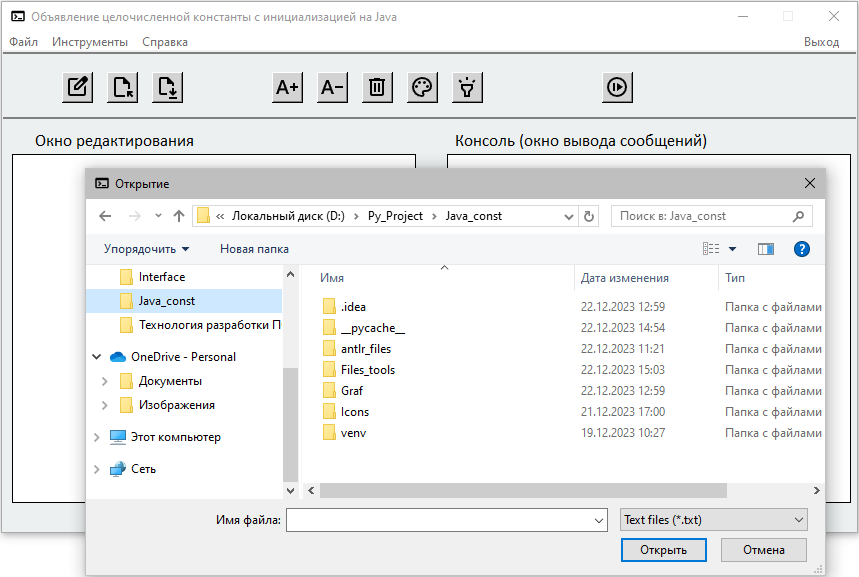 Объявление целочисленной константы с инициализацией на Java
Файл Инструменты Справка Выход
A+ A−
Окно редактирования Консоль (окно вывода сообщений)
Открытие
« Локальный диск (D:) › Py_Project › Java_const Поиск в: Java_const
Упорядочить Новая папка ?
Имя Дата изменения Тип
Interface
Java_const
Технология разработки П
OneDrive - Personal
Документы
Изображения
Этот компьютер
Сеть
.idea 22.12.2023 12:59 Папка с файлами
__pycache__ 22.12.2023 14:54 Папка с файлами
antlr_files 22.12.2023 11:21 Папка с файлами
Files_tools 22.12.2023 15:03 Папка с файлами
Graf 22.12.2023 12:59 Папка с файлами
Icons 21.12.2023 17:00 Папка с файлами
venv 19.12.2023 10:27 Папка с файлами
Имя файла: Text files (*.txt)
Открыть Отмена